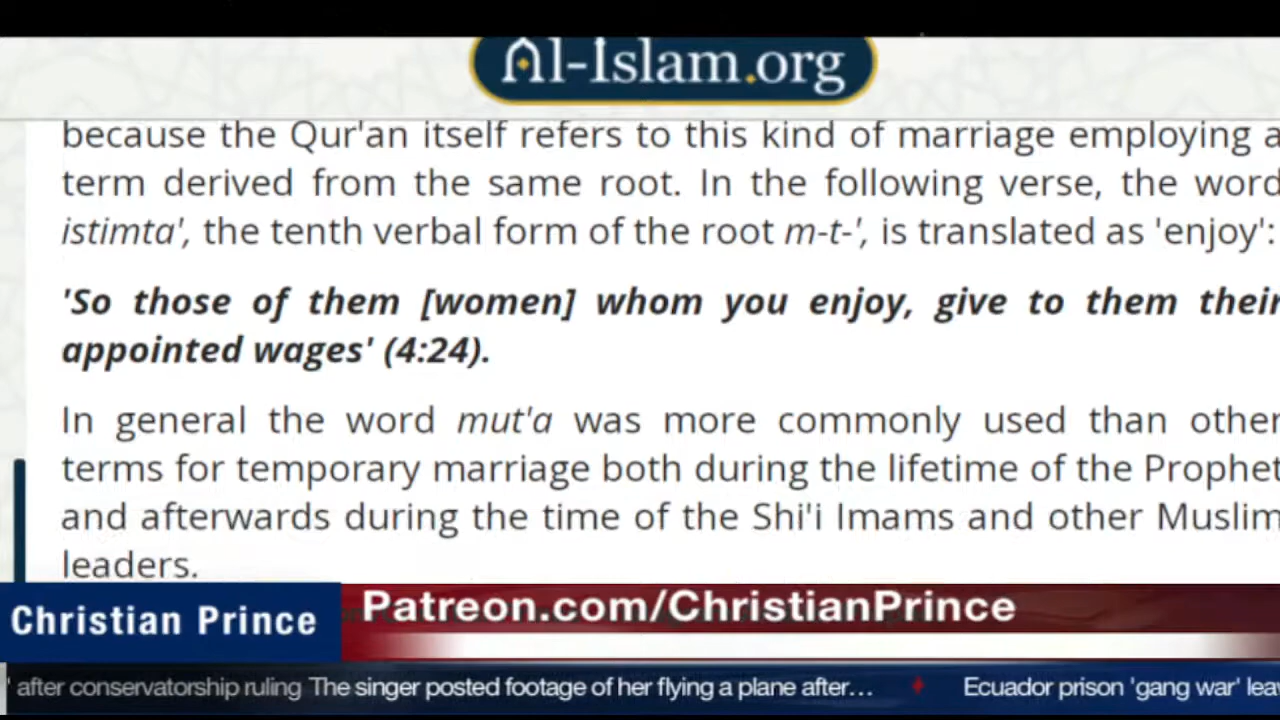 Al-Islam.org
because the Qur'an itself refers to this kind of marriage employing a
term derived from the same root. In the following verse, the word
istimta', the tenth verbal form of the root m-t-', is translated as 'enjoy':
'So those of them [women] whom you enjoy, give to them their
appointed wages' (4:24).
In general the word mut'a was more commonly used than other
terms for temporary marriage both during the lifetime of the Prophet
and afterwards during the time of the Shi'i Imams and other Muslim
leaders.
Christian Prince
Patreon.com/ChristianPrince
' after conservatorship ruling The singer posted footage of her flying a plane after... Ecuador prison 'gang war' lea